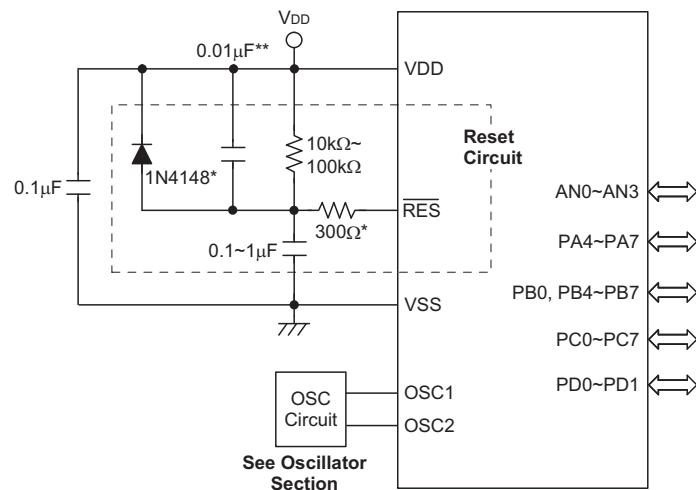 VDD
0.01μF**
VDD
10kΩ~
100kΩ
Reset
Circuit
1N4148*
0.1μF
AN0~AN3
RES
300Ω*
PA4~PA7
0.1~1μF
PB0, PB4~PB7
VSS
PC0~PC7
PD0~PD1
OSC
Circuit
OSC1
OSC2
See Oscillator
Section